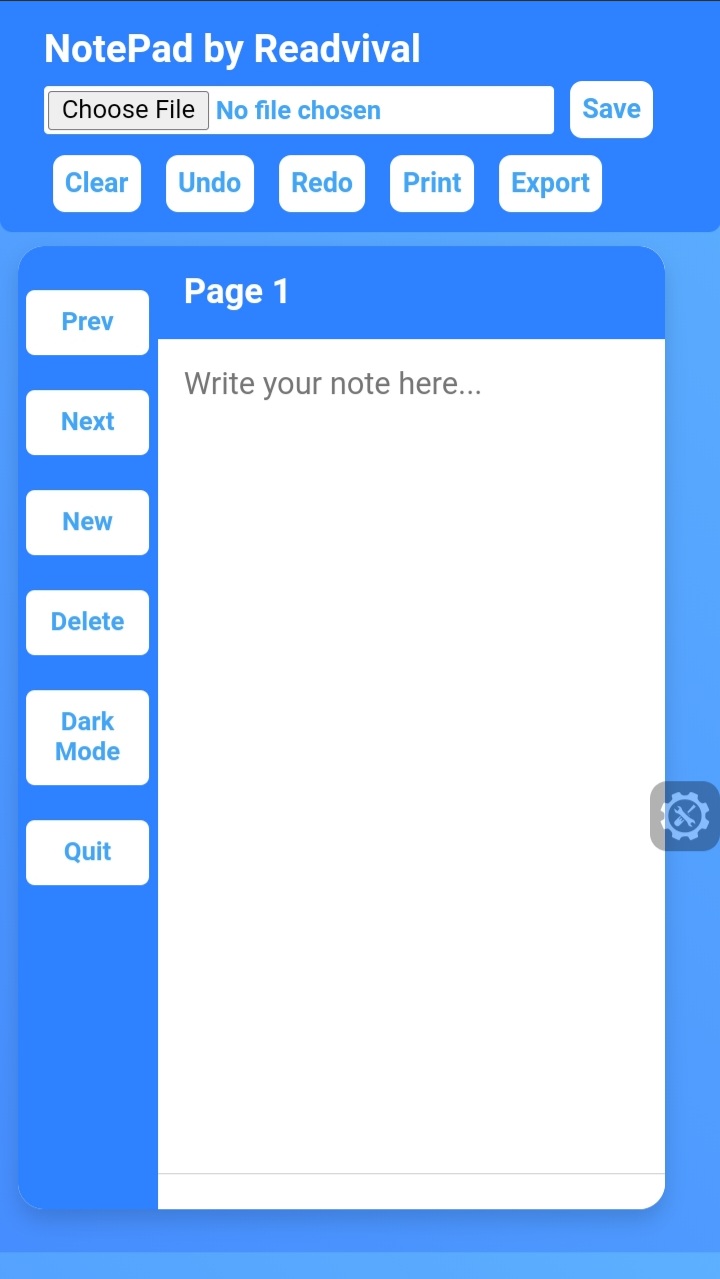 NotePad by Readvival
Choose File No file chosen Save
Clear Undo Redo Print Export
Page 1
Prev
Write your note here...
Next
New
Delete
Dark
Mode
Quit